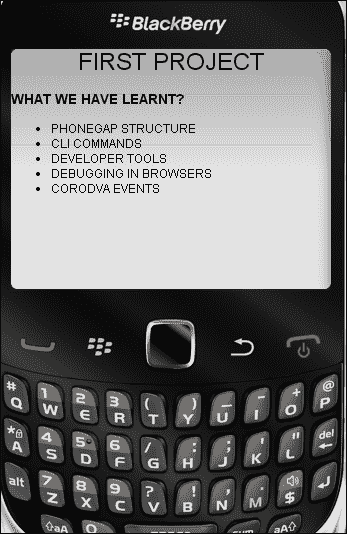 BlackBerry
FIRST PROJECT
WHAT WE HAVE LEARNT?
• PHONEGAP STRUCTURE
• CLI COMMANDS
• DEVELOPER TOOLS
• DEBUGGING IN BROWSERS
• CORODVA EVENTS
# Q 1 W 2 E 3 R ( T ) Y _ U - I + O @ P
* A 4 S 5 D 6 F / G : H ; J ' K " L del
alt 7 Z 8 X 9 C ? V ! B , N . M $
aA 0 sym aA